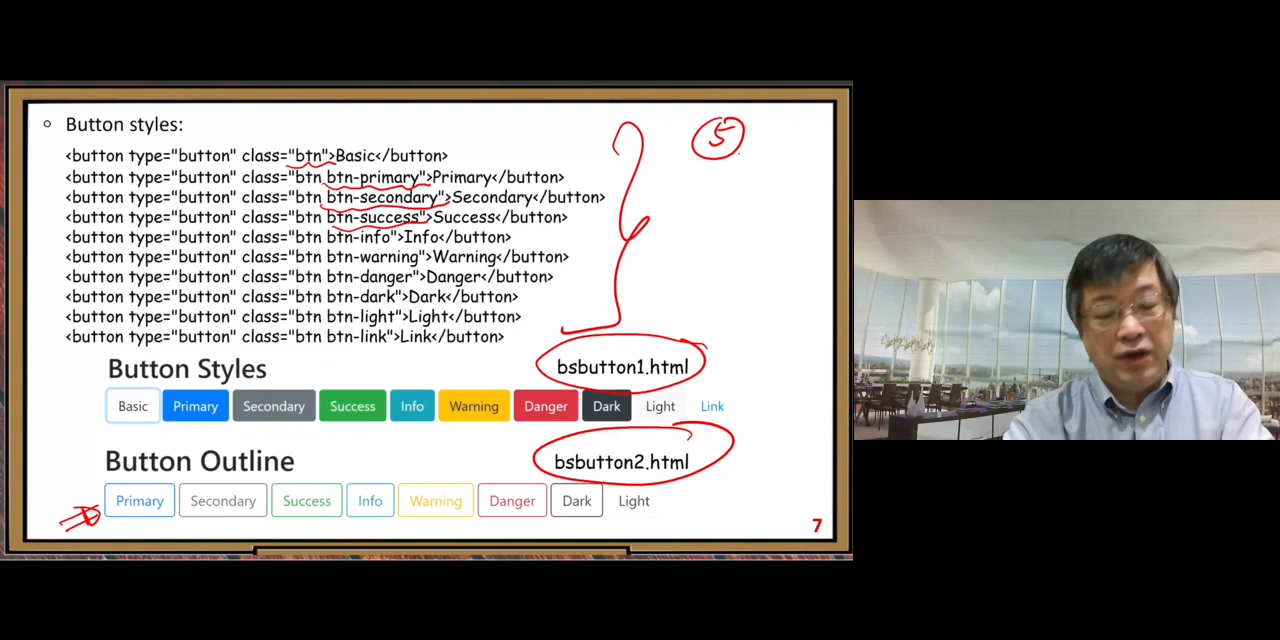 Button styles:
<button type="button" class="btn">Basic</button>
<button type="button" class="btn btn-primary">Primary</button>
<button type="button" class="btn btn-secondary">Secondary</button>
<button type="button" class="btn btn-success">Success</button>
<button type="button" class="btn btn-info">Info</button>
<button type="button" class="btn btn-warning">Warning</button>
<button type="button" class="btn btn-danger">Danger</button>
<button type="button" class="btn btn-dark">Dark</button>
<button type="button" class="btn btn-light">Light</button>
<button type="button" class="btn btn-link">Link</button>
5
Button Styles
bsbutton1.html
Basic Primary Secondary Success Info Warning Danger Dark Light Link
Button Outline
bsbutton2.html
Primary Secondary Success Info Warning Danger Dark Light
7